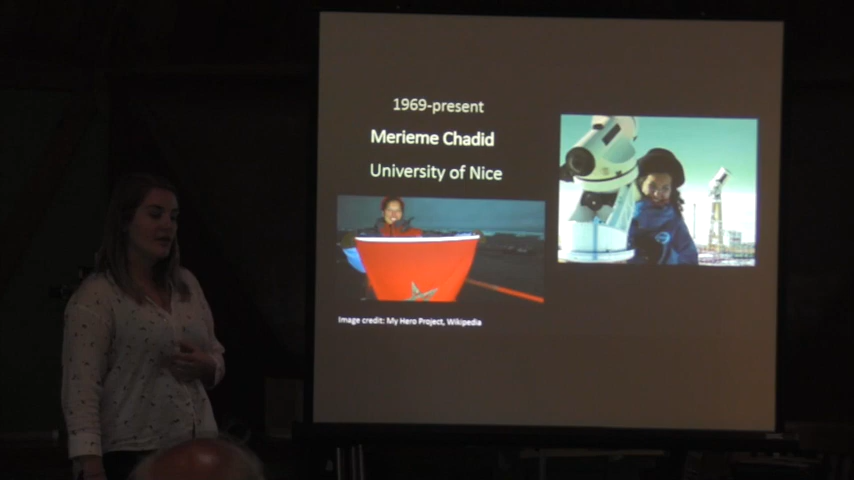 1969-present
Merieme Chadid
University of Nice
Image credit: My Hero Project, Wikipedia